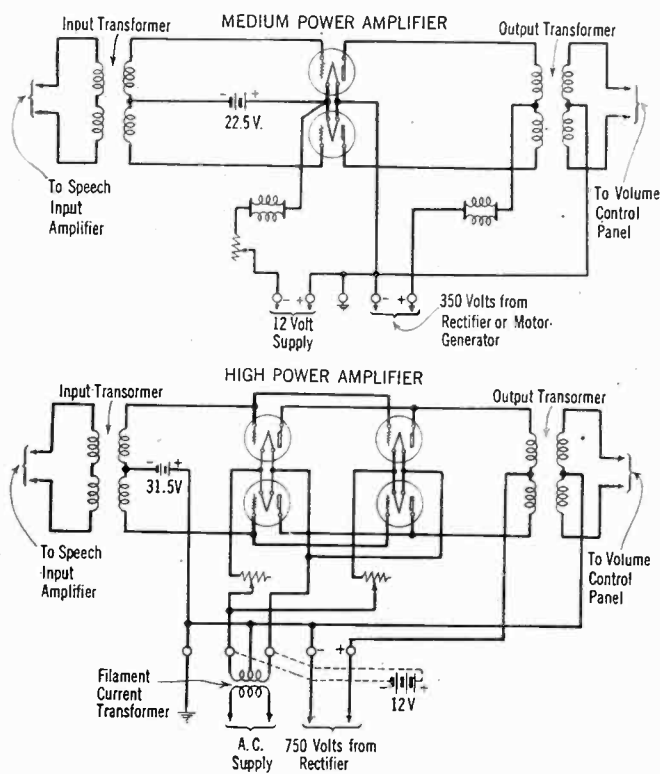 MEDIUM POWER AMPLIFIER
Input Transformer
Output Transformer
- +
22.5 V.
To Speech
Input
Amplifier
To Volume
Control
Panel
- +
- +
12 Volt
Supply
350 Volts from
Rectifier or Motor-
Generator
HIGH POWER AMPLIFIER
Input Transormer
Output Transormer
- +
31.5V
To Speech
Input
Amplifier
To Volume
Control
Panel
- +
Filament
Current
Transformer
- +
12V
A.C.
Supply
750 Volts from
Rectifier